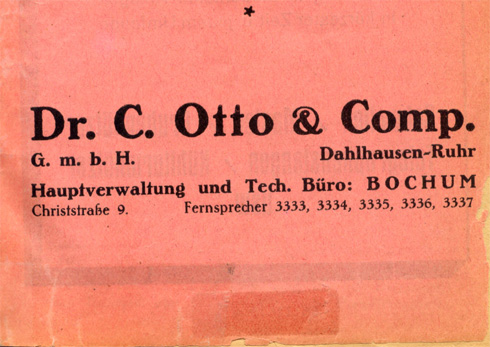 Dr. C. Otto & Comp.
G. m. b. H. Dahlhausen-Ruhr
Hauptverwaltung und Tech. Büro: BOCHUM
Christstraße 9. Fernsprecher 3333, 3334, 3335, 3336, 3337